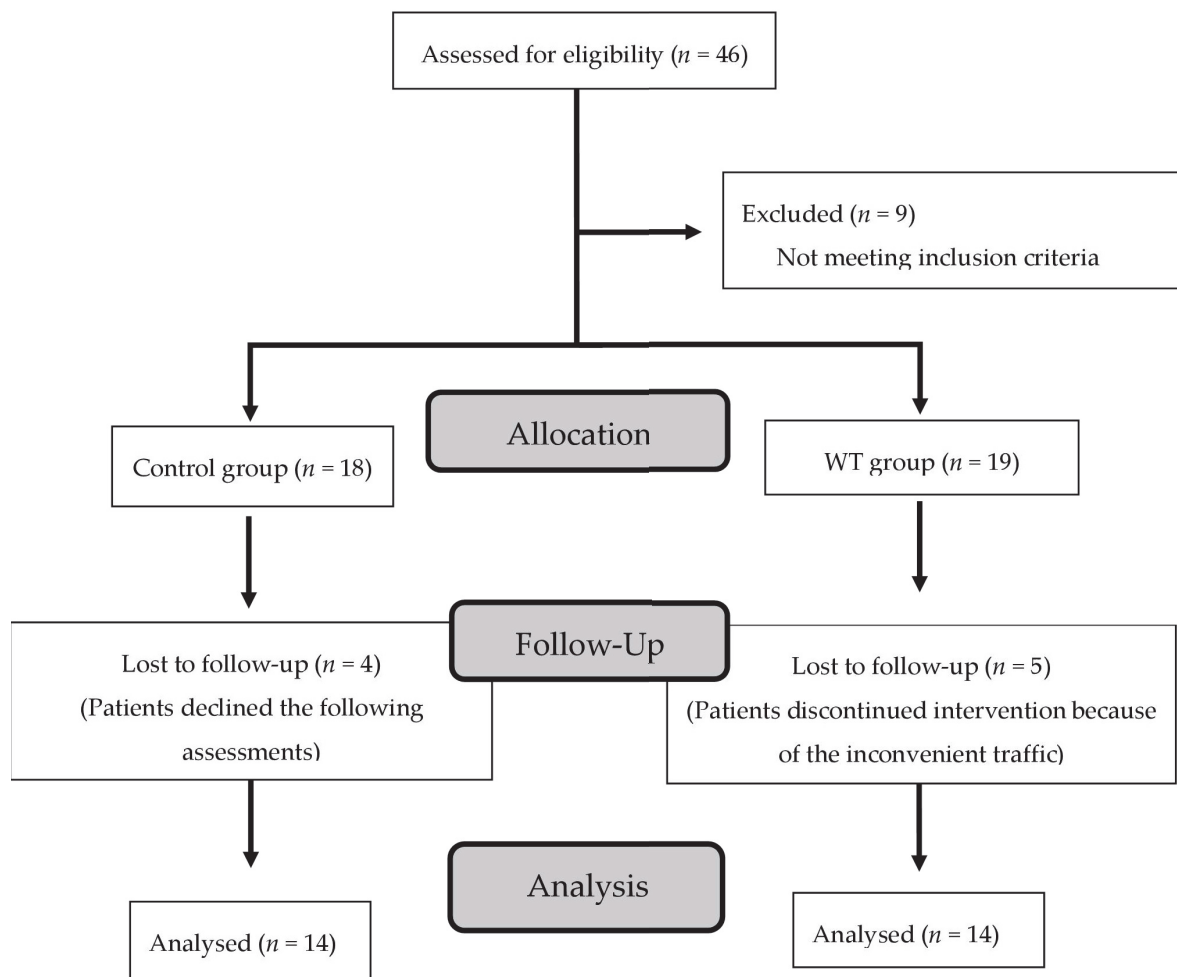 Assessed for eligibility (n = 46)
Excluded (n = 9)
Not meeting inclusion criteria
Allocation
Control group (n = 18)
WT group (n = 19)
Follow-Up
Lost to follow-up (n = 4)
(Patients declined the following
assessments)
Lost to follow-up (n = 5)
(Patients discontinued intervention because
of the inconvenient traffic)
Analysis
Analysed (n = 14)
Analysed (n = 14)